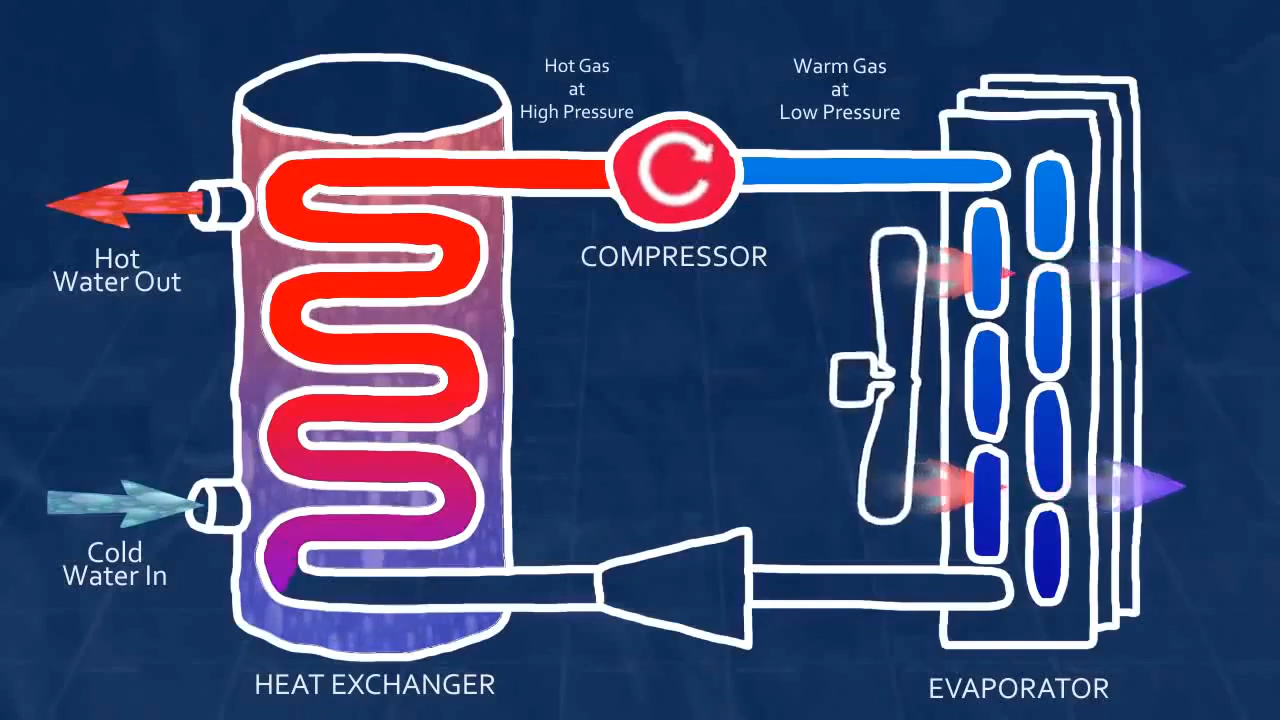 Hot Gas
at
High Pressure
Warm Gas
at
Low Pressure
COMPRESSOR
Hot
Water Out
Cold
Water In
HEAT EXCHANGER
EVAPORATOR